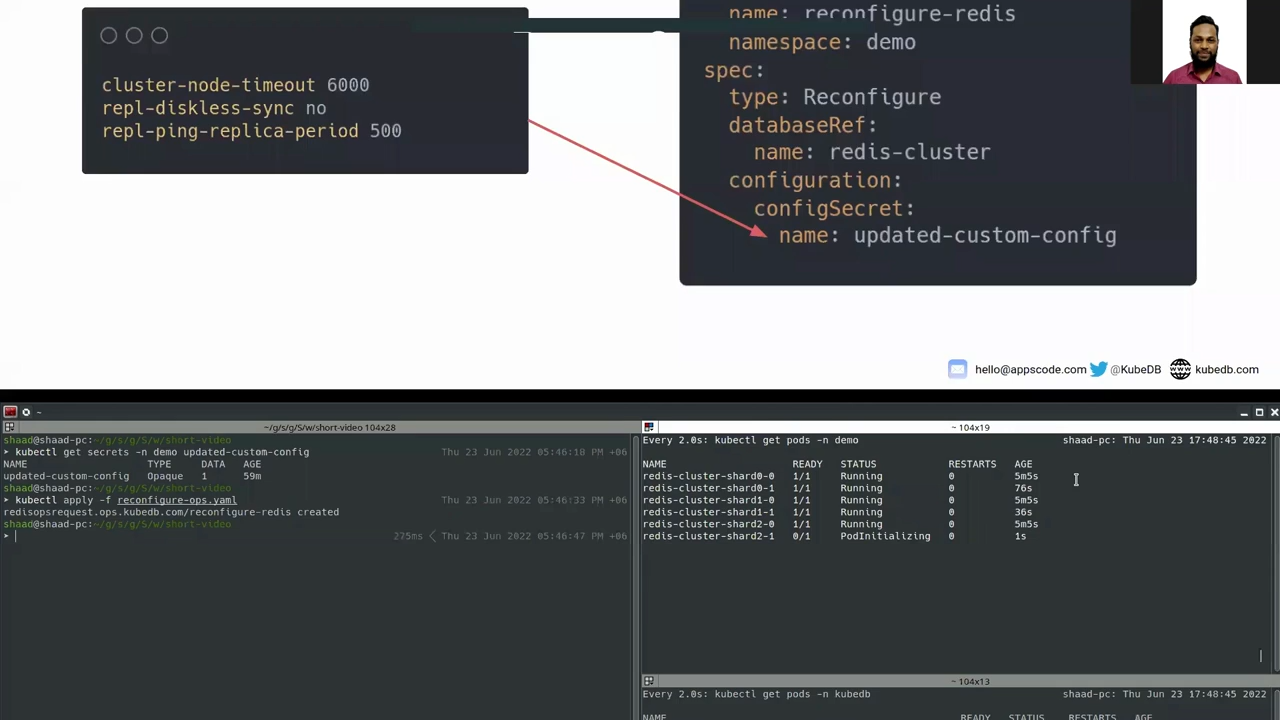 cluster-node-timeout 6000
repl-diskless-sync no
repl-ping-replica-period 500
name: reconfigure-redis
namespace: demo
spec:
type: Reconfigure
databaseRef:
name: redis-cluster
configuration:
configSecret:
name: updated-custom-config
hello@appscode.com @KubeDB kubedb.com
~
~/g/s/g/S/w/short-video 104x28
shaad@shaad-pc:~/g/s/g/S/w/short-video
kubectl get secrets -n demo updated-custom-config Thu 23 Jun 2022 05:46:18 PM +06
NAME TYPE DATA AGE
updated-custom-config Opaque 1 59m
shaad@shaad-pc:~/g/s/g/S/w/short-video
kubectl apply -f reconfigure-ops.yaml Thu 23 Jun 2022 05:46:33 PM +06
redisopsrequest.ops.kubedb.com/reconfigure-redis created
shaad@shaad-pc:~/g/s/g/S/w/short-video
275ms < Thu 23 Jun 2022 05:46:47 PM +06
~ 104x19
Every 2.0s: kubectl get pods -n demo shaad-pc: Thu Jun 23 17:48:45 2022
NAME READY STATUS RESTARTS AGE
redis-cluster-shard0-0 1/1 Running 0 5m5s
redis-cluster-shard0-1 1/1 Running 0 76s
redis-cluster-shard1-0 1/1 Running 0 5m5s
redis-cluster-shard1-1 1/1 Running 0 36s
redis-cluster-shard2-0 1/1 Running 0 5m5s
redis-cluster-shard2-1 0/1 PodInitializing 0 1s
~ 104x13
Every 2.0s: kubectl get pods -n kubedb shaad-pc: Thu Jun 23 17:48:45 2022
NAME READY STATUS RESTARTS AGE